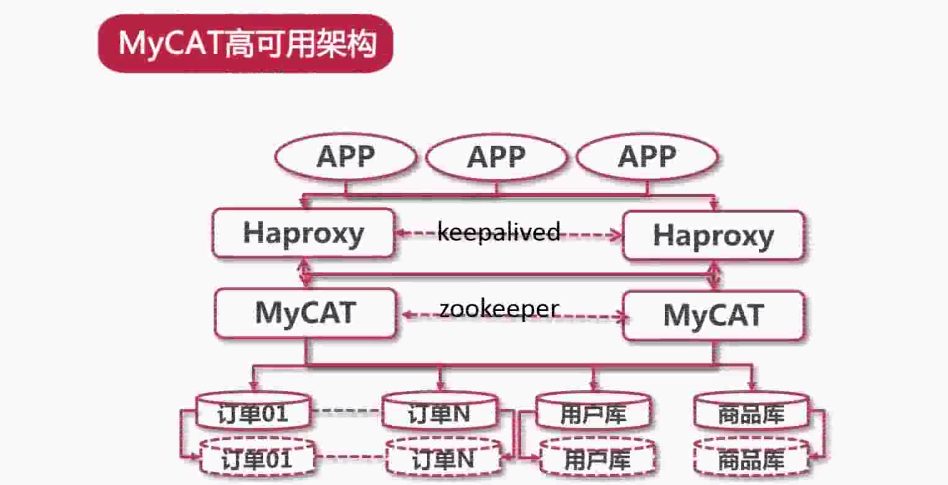 MyCAT高可用架构
APP APP APP
Haproxy keepalived Haproxy
MyCAT zookeeper MyCAT
订单01 订单N 用户库 商品库
订单01 订单N 用户库 商品库